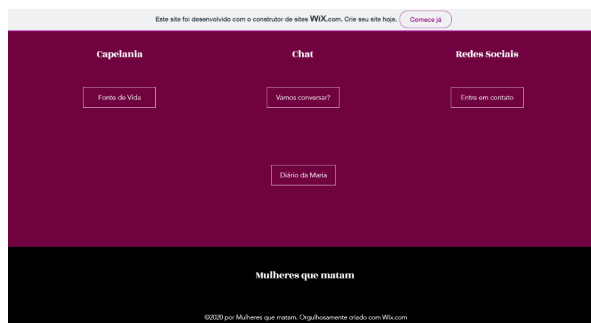 Este site foi desenvolvido com o construtor de sites WiX.com. Crie seu site hoje. Comece já
Capelania Chat Redes Sociais
Fonte de Vida Vamos conversar? Entre em contato
Diário da Maria
Mulheres que matam
©2020 por Mulheres que matam. Orgulhosamente criado com Wix.com